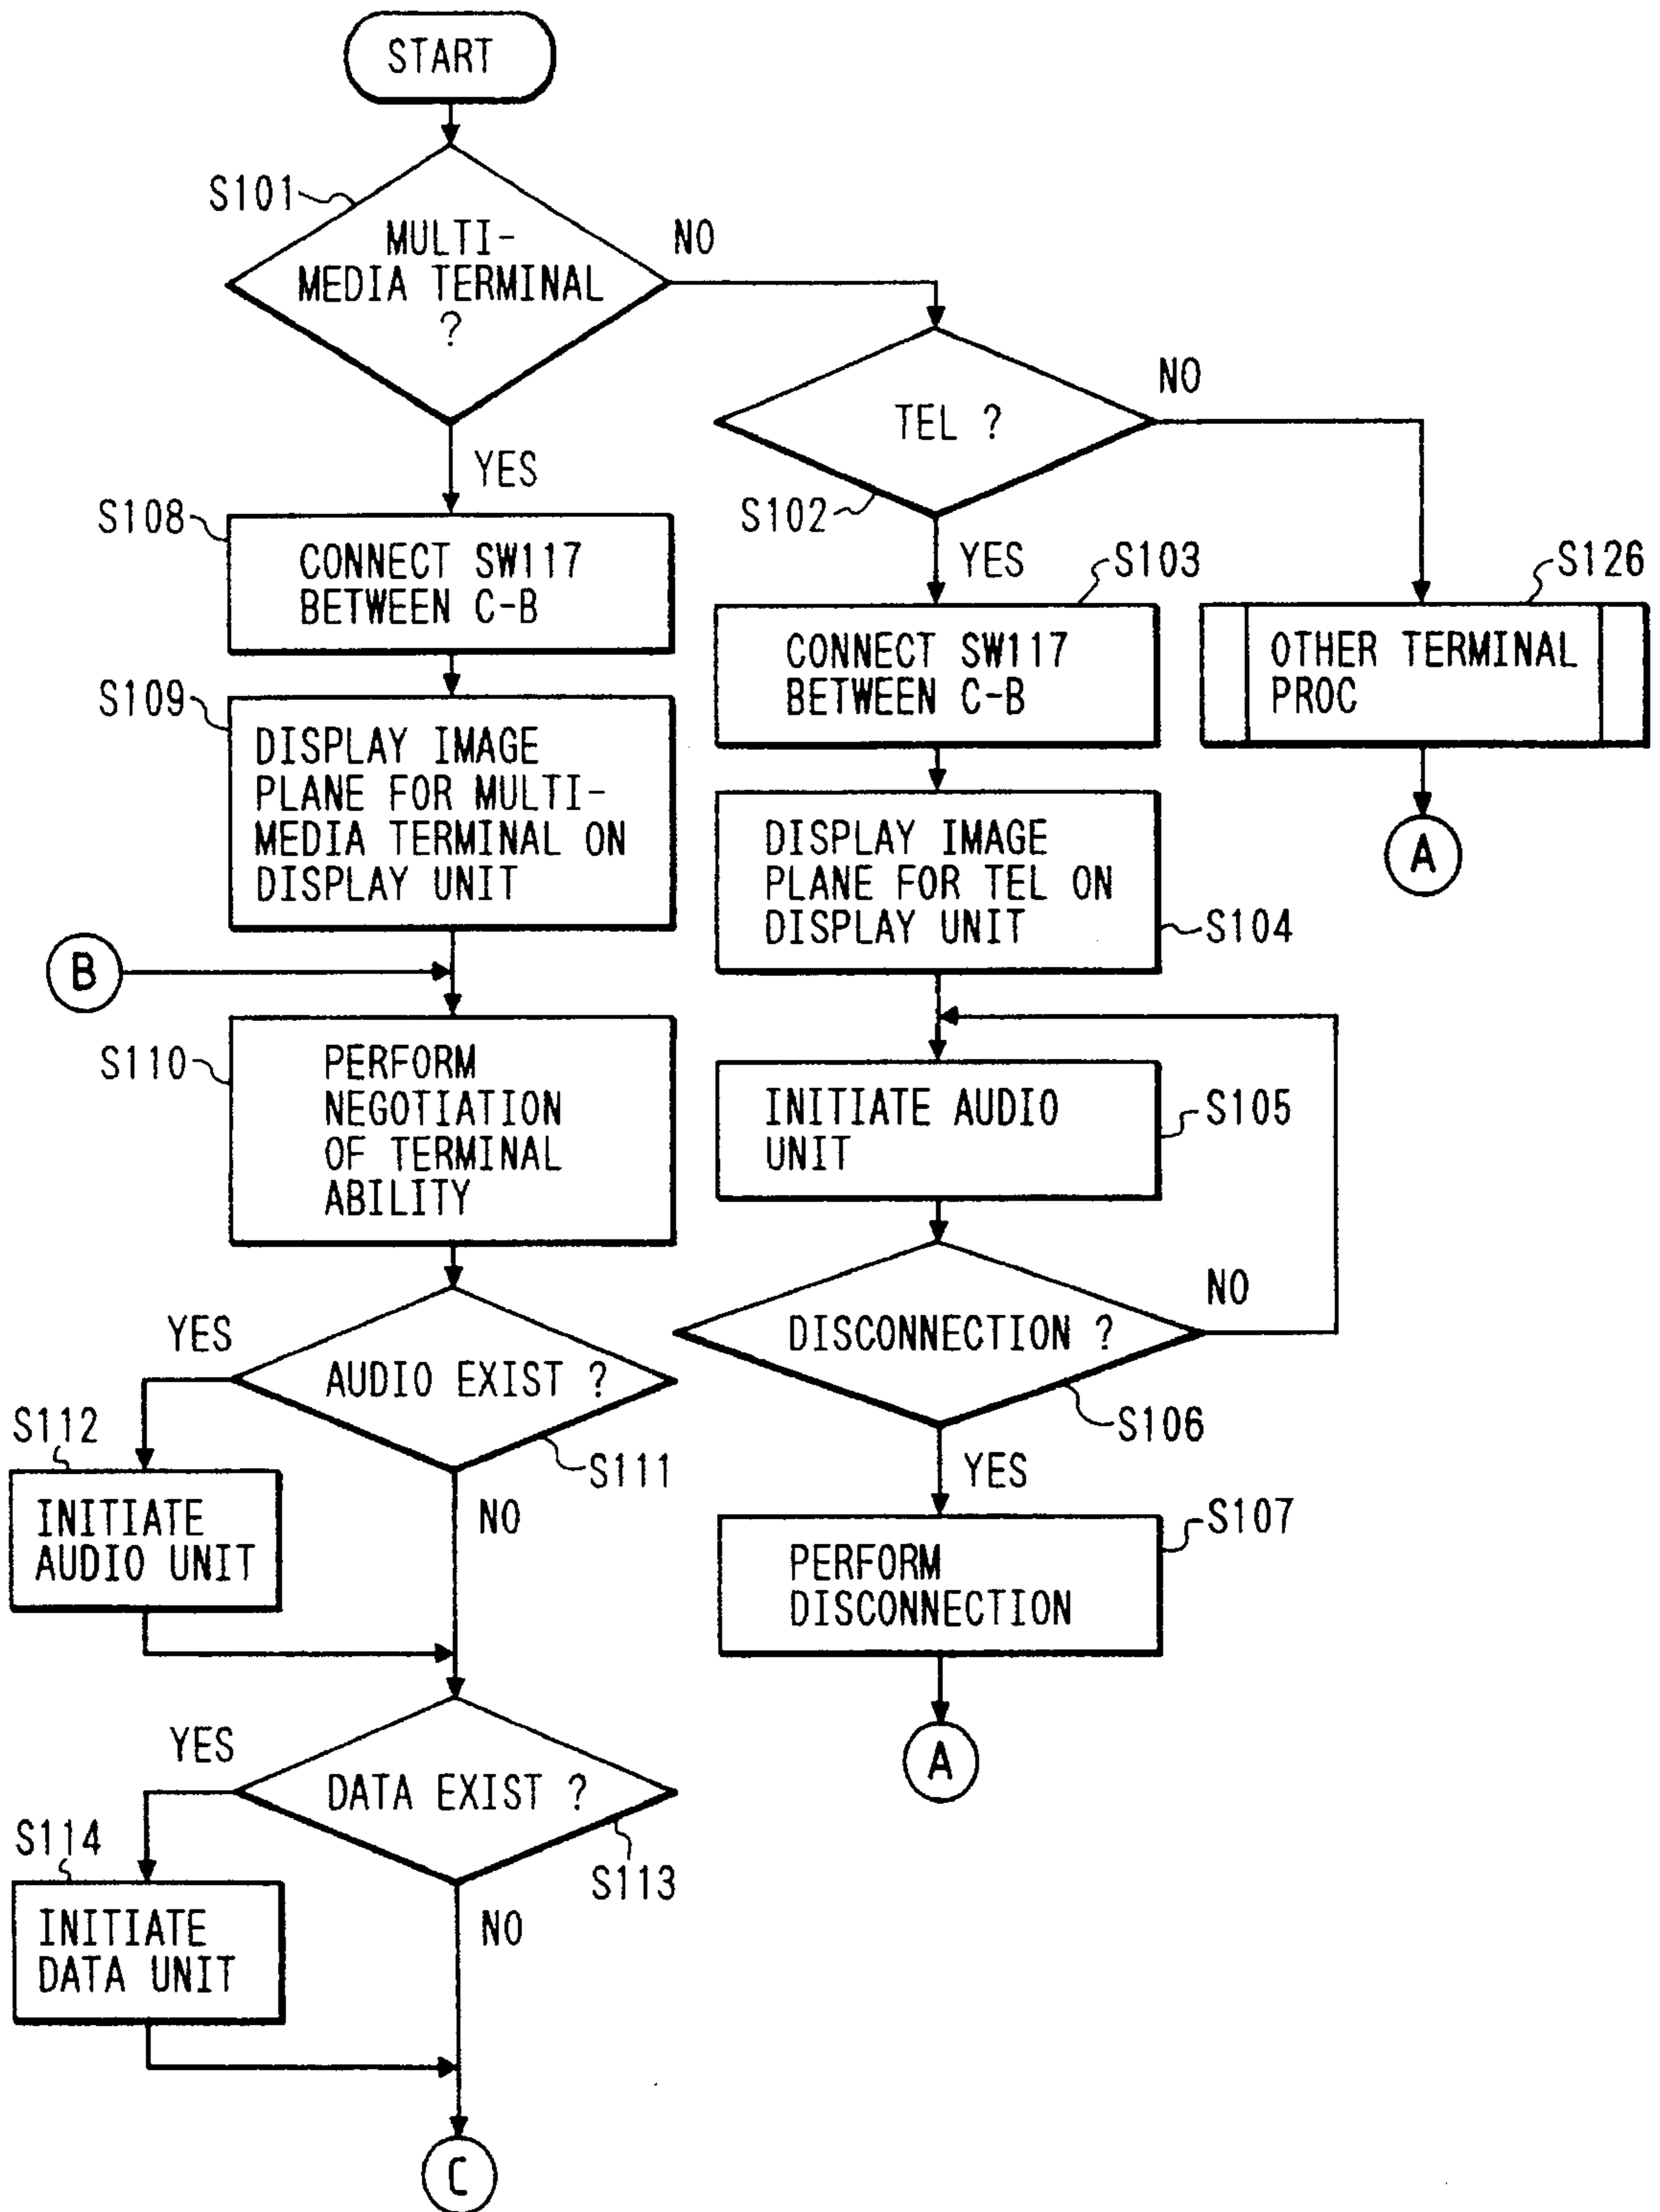 START
S101
MULTI-
MEDIA TERMINAL
?
NO
YES
TEL ?
S102
NO
YES
S108
CONNECT SW117
BETWEEN C-B
S103
CONNECT SW117
BETWEEN C-B
S126
OTHER TERMINAL
PROC
A
S109
DISPLAY IMAGE
PLANE FOR MULTI-
MEDIA TERMINAL ON
DISPLAY UNIT
DISPLAY IMAGE
PLANE FOR TEL ON
DISPLAY UNIT
S104
B
S110
PERFORM
NEGOTIATION
OF TERMINAL
ABILITY
INITIATE AUDIO
UNIT
S105
DISCONNECTION ?
NO
S106
YES
YES
AUDIO EXIST ?
S111
NO
S112
INITIATE
AUDIO UNIT
S107
PERFORM
DISCONNECTION
A
YES
DATA EXIST ?
S113
NO
S114
INITIATE
DATA UNIT
C